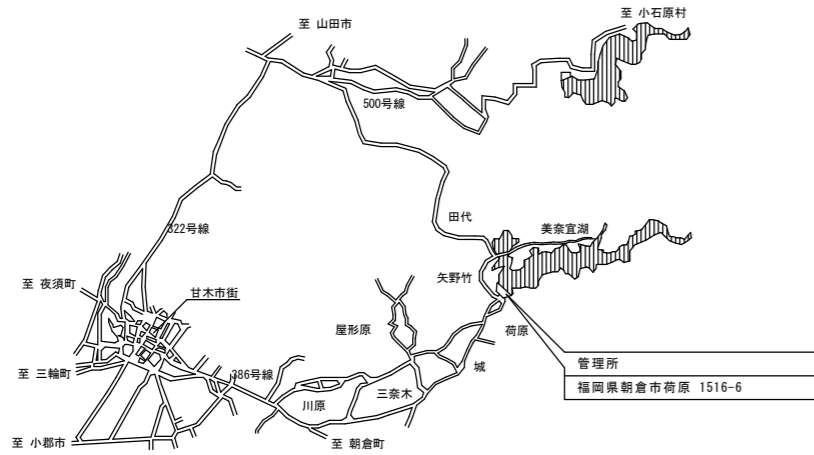 至 山田市
至 小石原村
500号線
田代
美奈宜湖
322号線
矢野竹
至 夜須町
甘木市街
屋形原
荷原
管理所
至 三輪町
386号線
城
福岡県朝倉市荷原 1516-6
三奈木
川原
至 小郡市
至 朝倉町